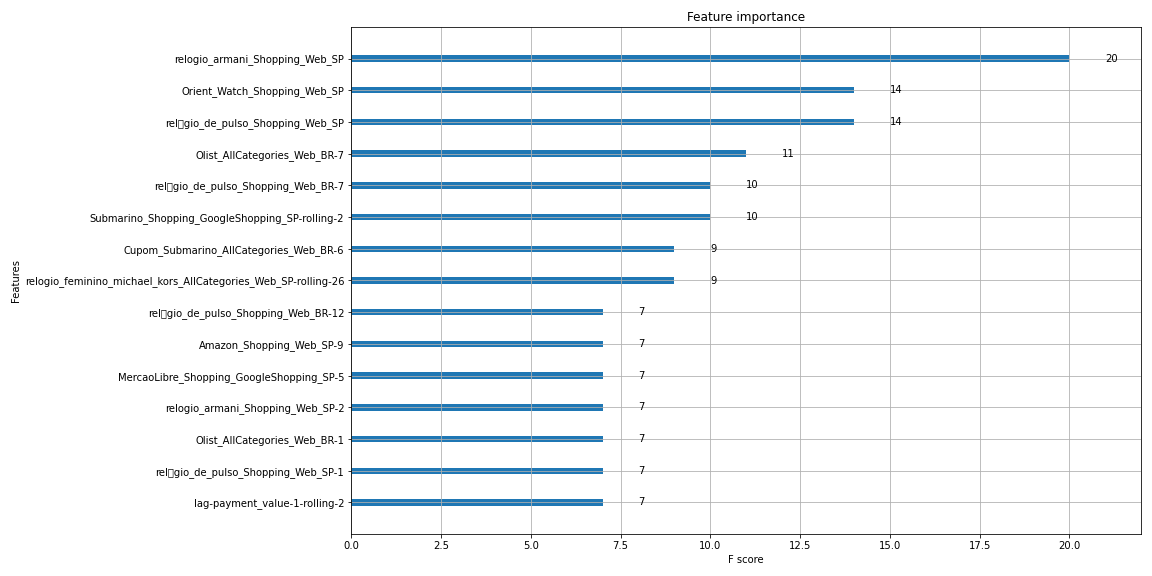 Feature importance
relogio_armani_Shopping_Web_SP
20
Orient_Watch_Shopping_Web_SP
14
rel▯gio_de_pulso_Shopping_Web_SP
14
Olist_AllCategories_Web_BR-7
11
rel▯gio_de_pulso_Shopping_Web_BR-7
10
Submarino_Shopping_GoogleShopping_SP-rolling-2
10
Cupom_Submarino_AllCategories_Web_BR-6
9
relogio_feminino_michael_kors_AllCategories_Web_SP-rolling-26
9
rel▯gio_de_pulso_Shopping_Web_BR-12
7
Amazon_Shopping_Web_SP-9
7
MercaoLibre_Shopping_GoogleShopping_SP-5
7
relogio_armani_Shopping_Web_SP-2
7
Olist_AllCategories_Web_BR-1
7
rel▯gio_de_pulso_Shopping_Web_SP-1
7
lag-payment_value-1-rolling-2
7
Features
0.0 2.5 5.0 7.5 10.0 12.5 15.0 17.5 20.0
F score